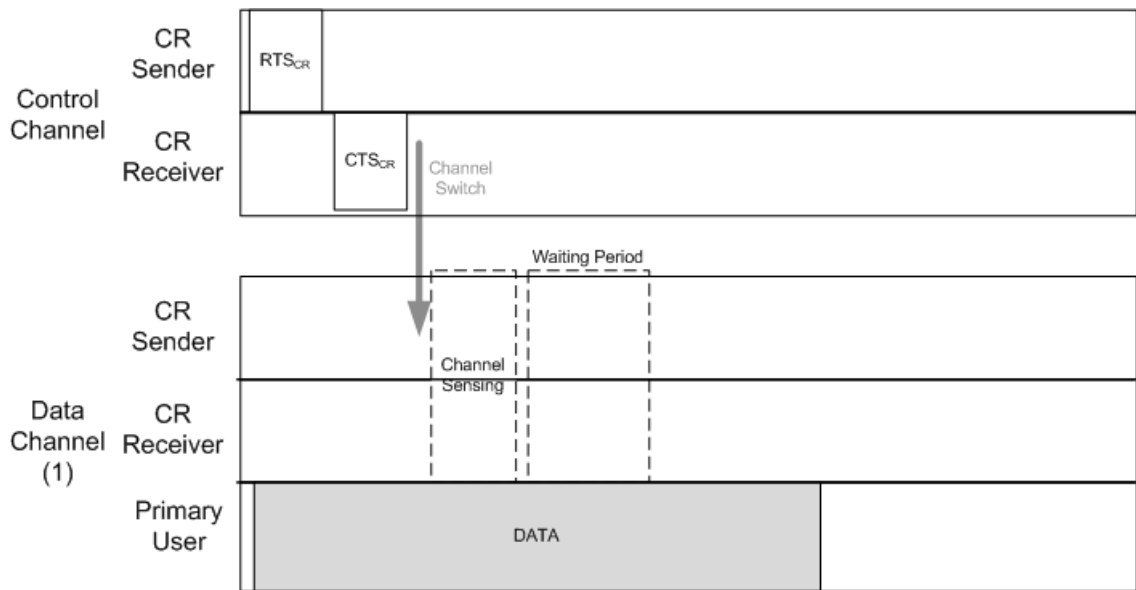 Control
Channel
CR
Sender
RTSCR
CR
Receiver
CTSCR
Channel
Switch
Waiting Period
Data
Channel
(1)
CR
Sender
Channel
Sensing
CR
Receiver
Primary
User
DATA